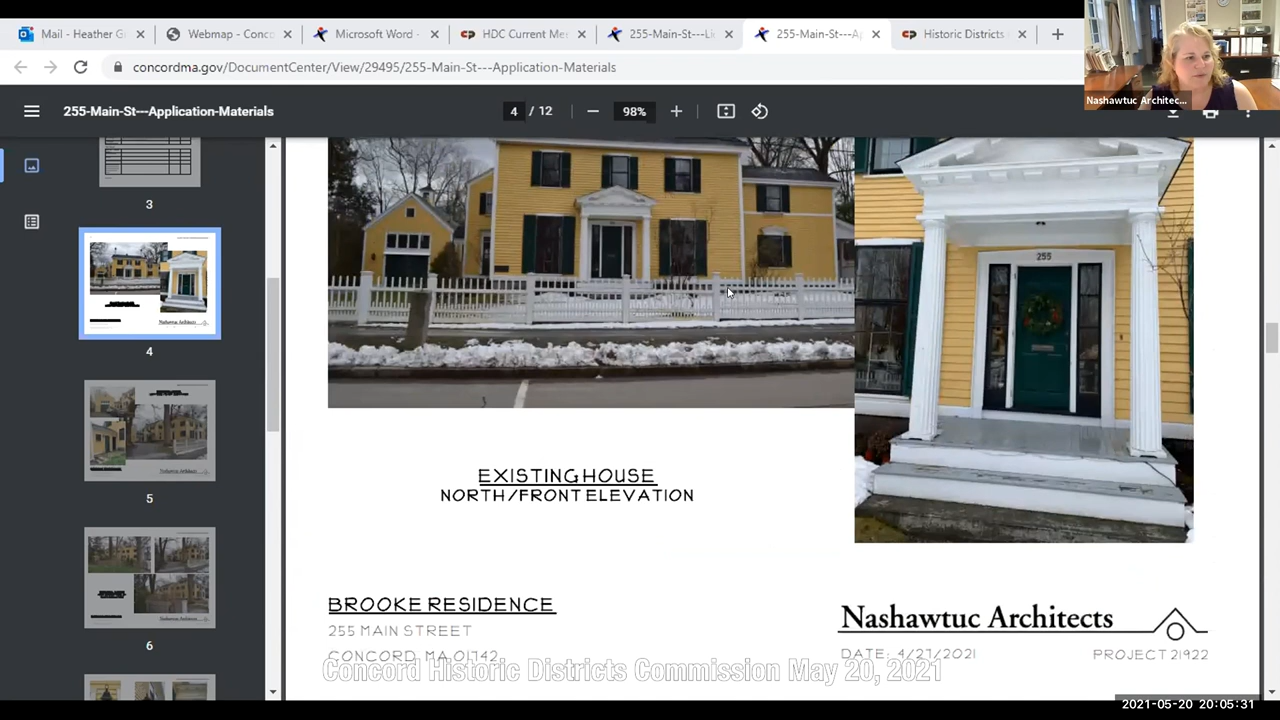 Mail - Heather G
Webmap - Conc
Microsoft Word -
HDC Current
255-Main-St---Li
255-Main-St---A
Historic Districts
concordma.gov/DocumentCenter/View/29495/255-Main-St---Application-Materials
Nashawtuc Architec...
255-Main-St---Application-Materials
4 / 12
98%
3
4
5
6
255
EXISTING HOUSE
NORTH/FRONT ELEVATION
BROOKE RESIDENCE
255 MAIN STREET
CONCORD, MA 01742
Nashawtuc Architects
DATE: 4/27/2021
PROJECT 21922
Concord Historic Districts Commission May 20, 2021
2021-05-20 20:05:31